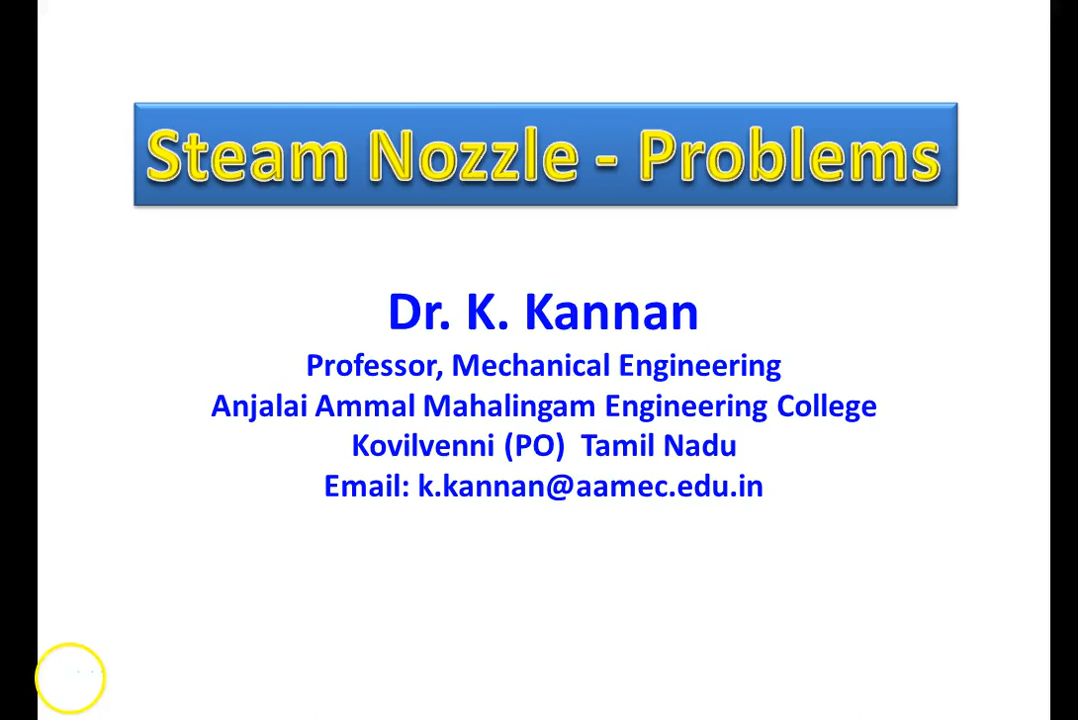 Steam Nozzle - Problems
Dr. K. Kannan
Professor, Mechanical Engineering
Anjalai Ammal Mahalingam Engineering College
Kovilvenni (PO) Tamil Nadu
Email: k.kannan@aamec.edu.in